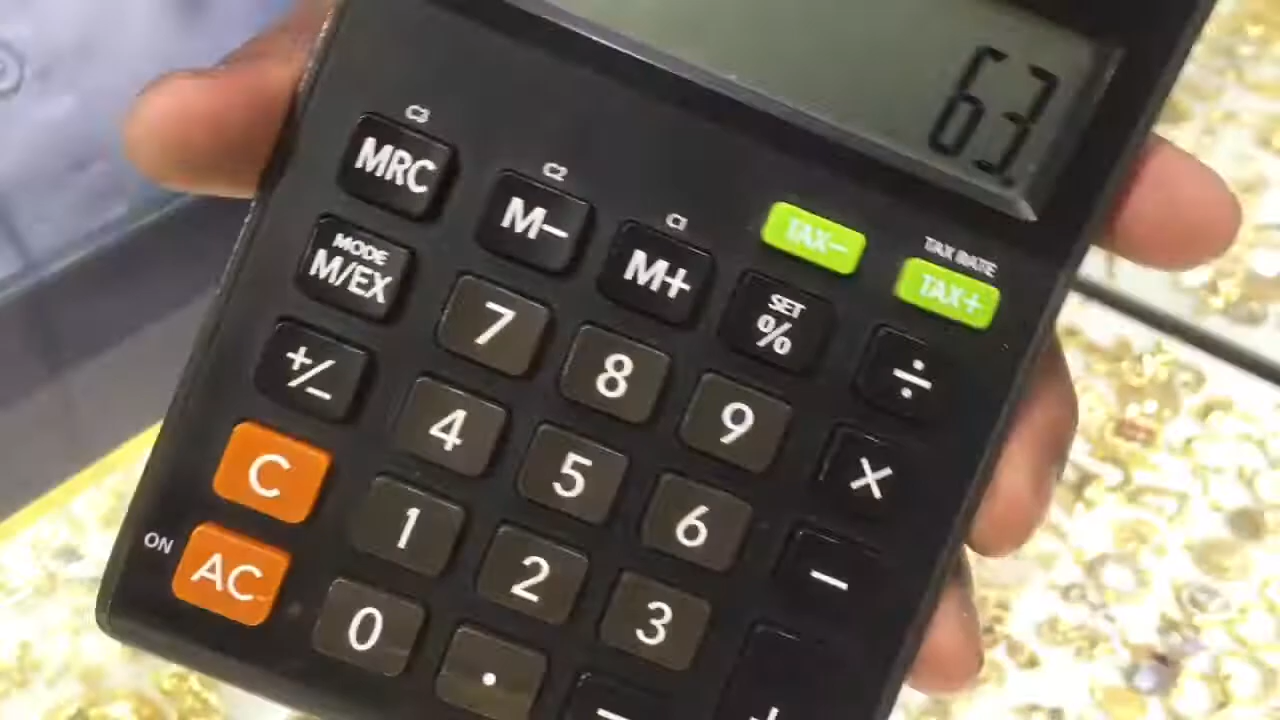 63.
C3
MRC
C2
M−
C1
M+
TAX−
TAX RATE
TAX+
MODE
M/EX
7
8
9
SET
%
÷
+/−
4
5
6
×
C
1
2
3
−
ON
AC
0
.
+